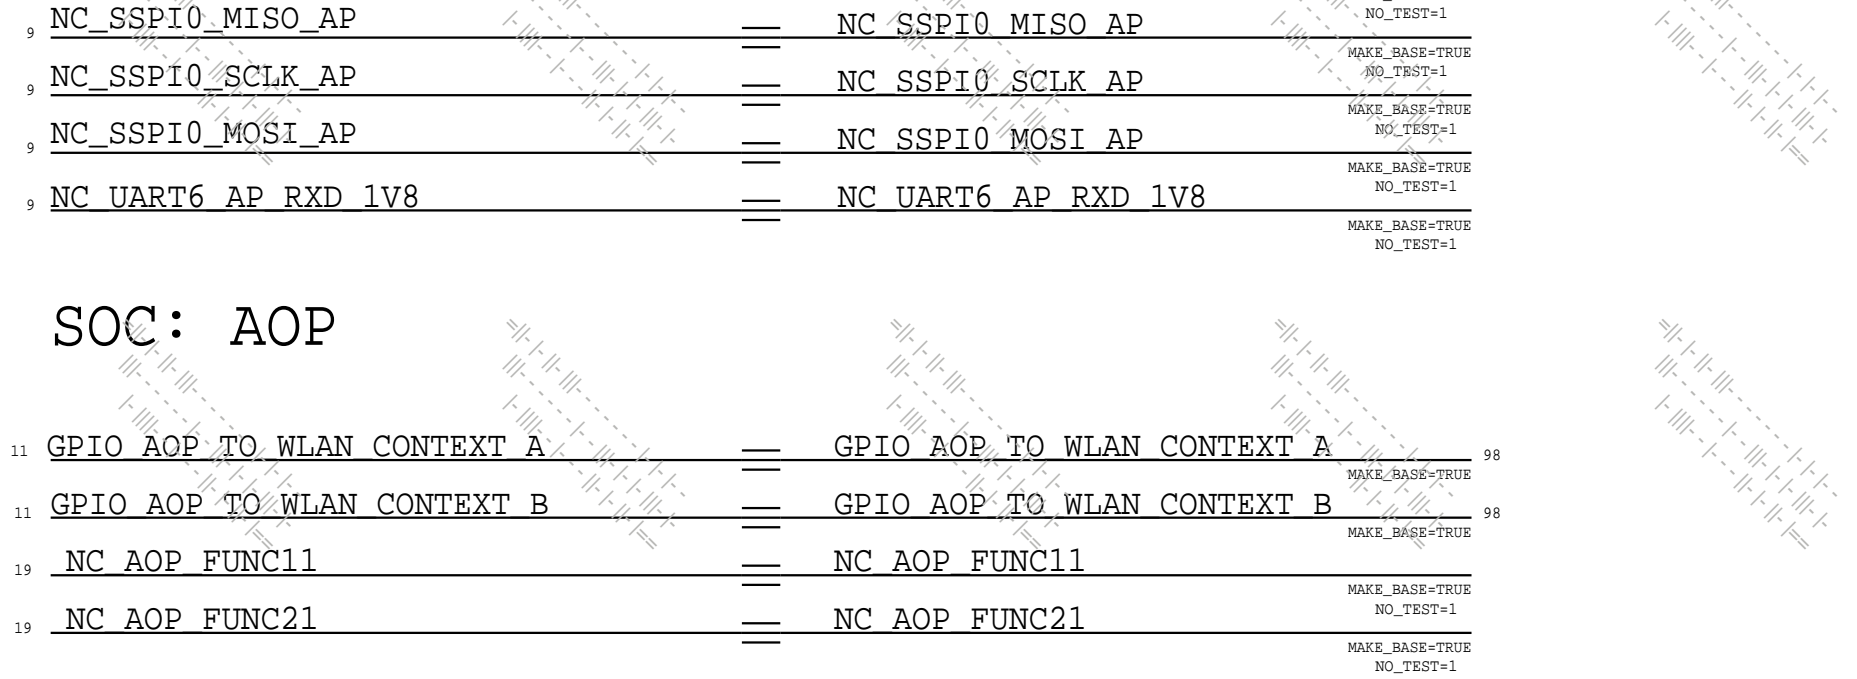 NO_TEST=1
9 NC_SSPI0_MISO_AP NC_SSPI0_MISO_AP
MAKE_BASE=TRUE
NO_TEST=1
9 NC_SSPI0_SCLK_AP NC_SSPI0_SCLK_AP
MAKE_BASE=TRUE
NO_TEST=1
9 NC_SSPI0_MOSI_AP NC_SSPI0_MOSI_AP
MAKE_BASE=TRUE
NO_TEST=1
9 NC_UART6_AP_RXD_1V8 NC_UART6_AP_RXD_1V8
MAKE_BASE=TRUE
NO_TEST=1
SOC: AOP
11 GPIO_AOP_TO_WLAN_CONTEXT_A GPIO_AOP_TO_WLAN_CONTEXT_A 98
MAKE_BASE=TRUE
11 GPIO_AOP_TO_WLAN_CONTEXT_B GPIO_AOP_TO_WLAN_CONTEXT_B 98
MAKE_BASE=TRUE
19 NC_AOP_FUNC11 NC_AOP_FUNC11
MAKE_BASE=TRUE
NO_TEST=1
19 NC_AOP_FUNC21 NC_AOP_FUNC21
MAKE_BASE=TRUE
NO_TEST=1